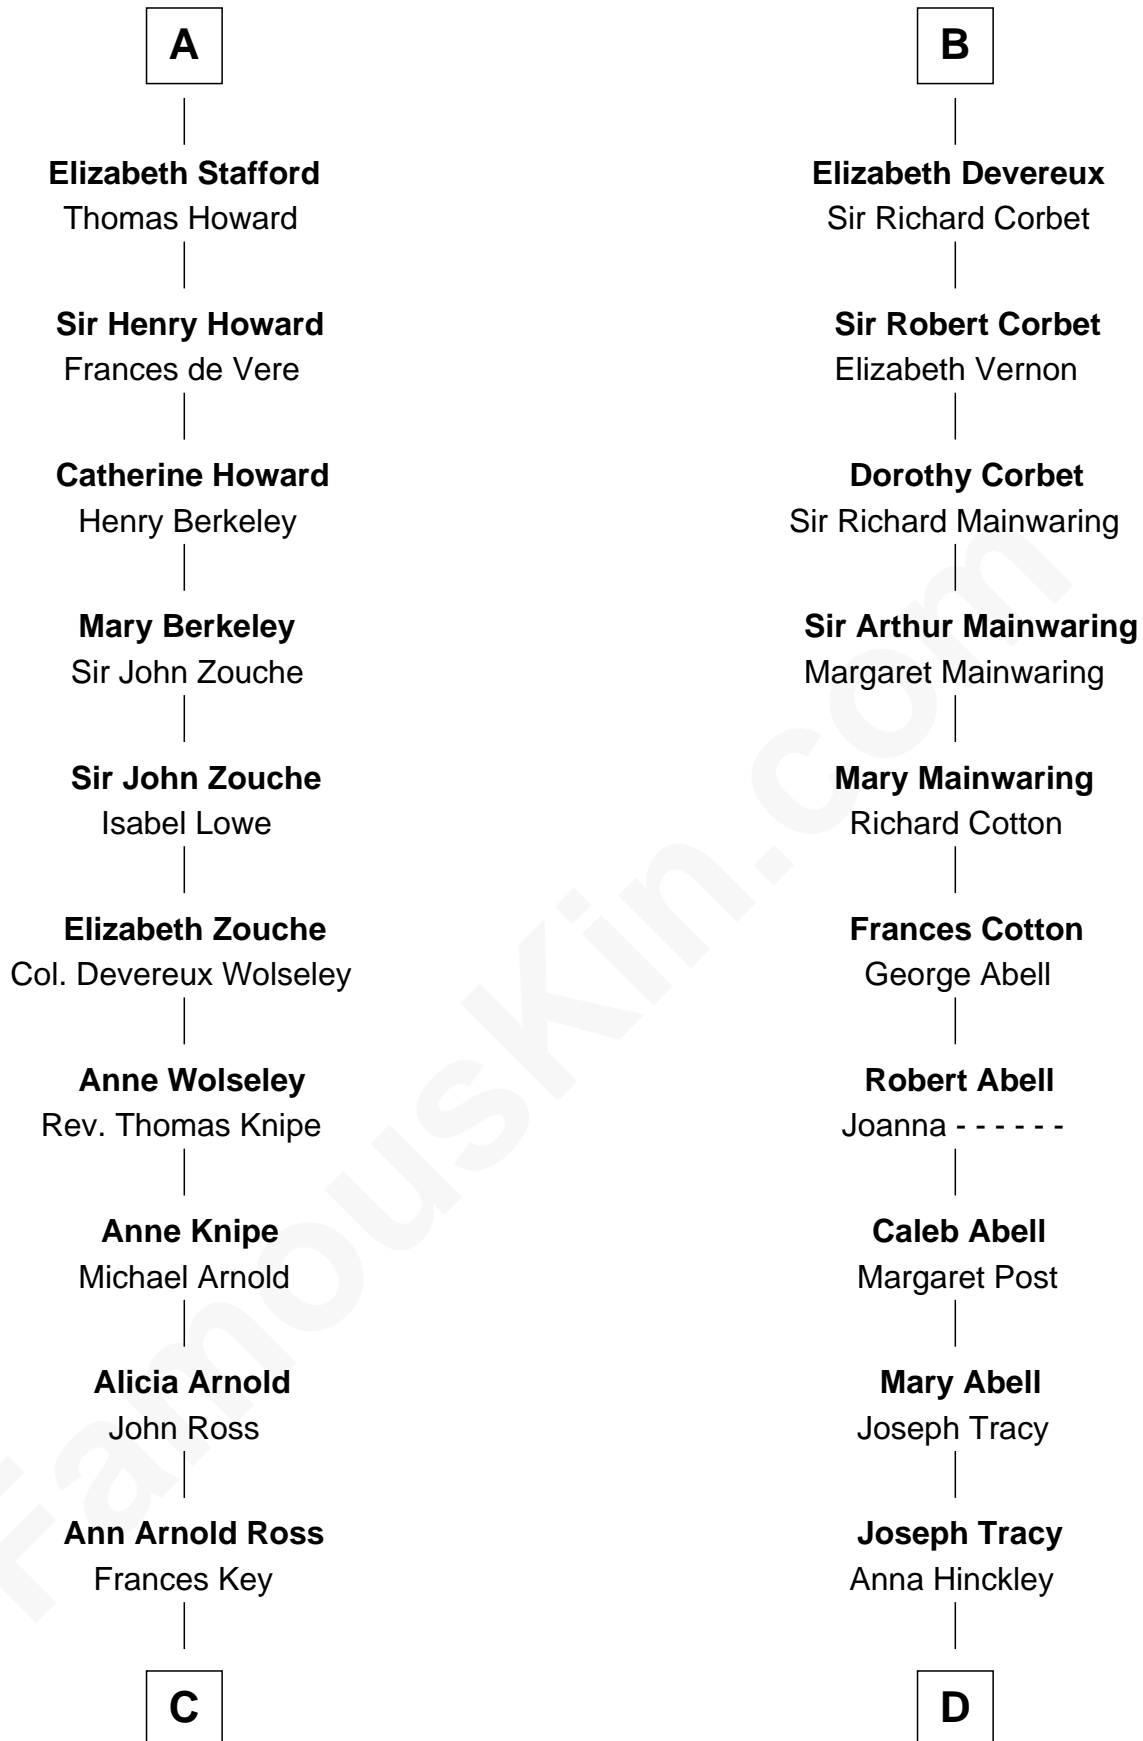 A
Elizabeth Stafford
Thomas Howard
Sir Henry Howard
Frances de Vere
Catherine Howard
Henry Berkeley
Mary Berkeley
Sir John Zouche
Sir John Zouche
Isabel Lowe
Elizabeth Zouche
Col. Devereux Wolseley
Anne Wolseley
Rev. Thomas Knipe
Anne Knipe
Michael Arnold
Alicia Arnold
John Ross
Ann Arnold Ross
Frances Key
C
B
Elizabeth Devereux
Sir Richard Corbet
Sir Robert Corbet
Elizabeth Vernon
Dorothy Corbet
Sir Richard Mainwaring
Sir Arthur Mainwaring
Margaret Mainwaring
Mary Mainwaring
Richard Cotton
Frances Cotton
George Abell
Robert Abell
Joanna - - - - - -
Caleb Abell
Margaret Post
Mary Abell
Joseph Tracy
Joseph Tracy
Anna Hinckley
D
FamousKin.com